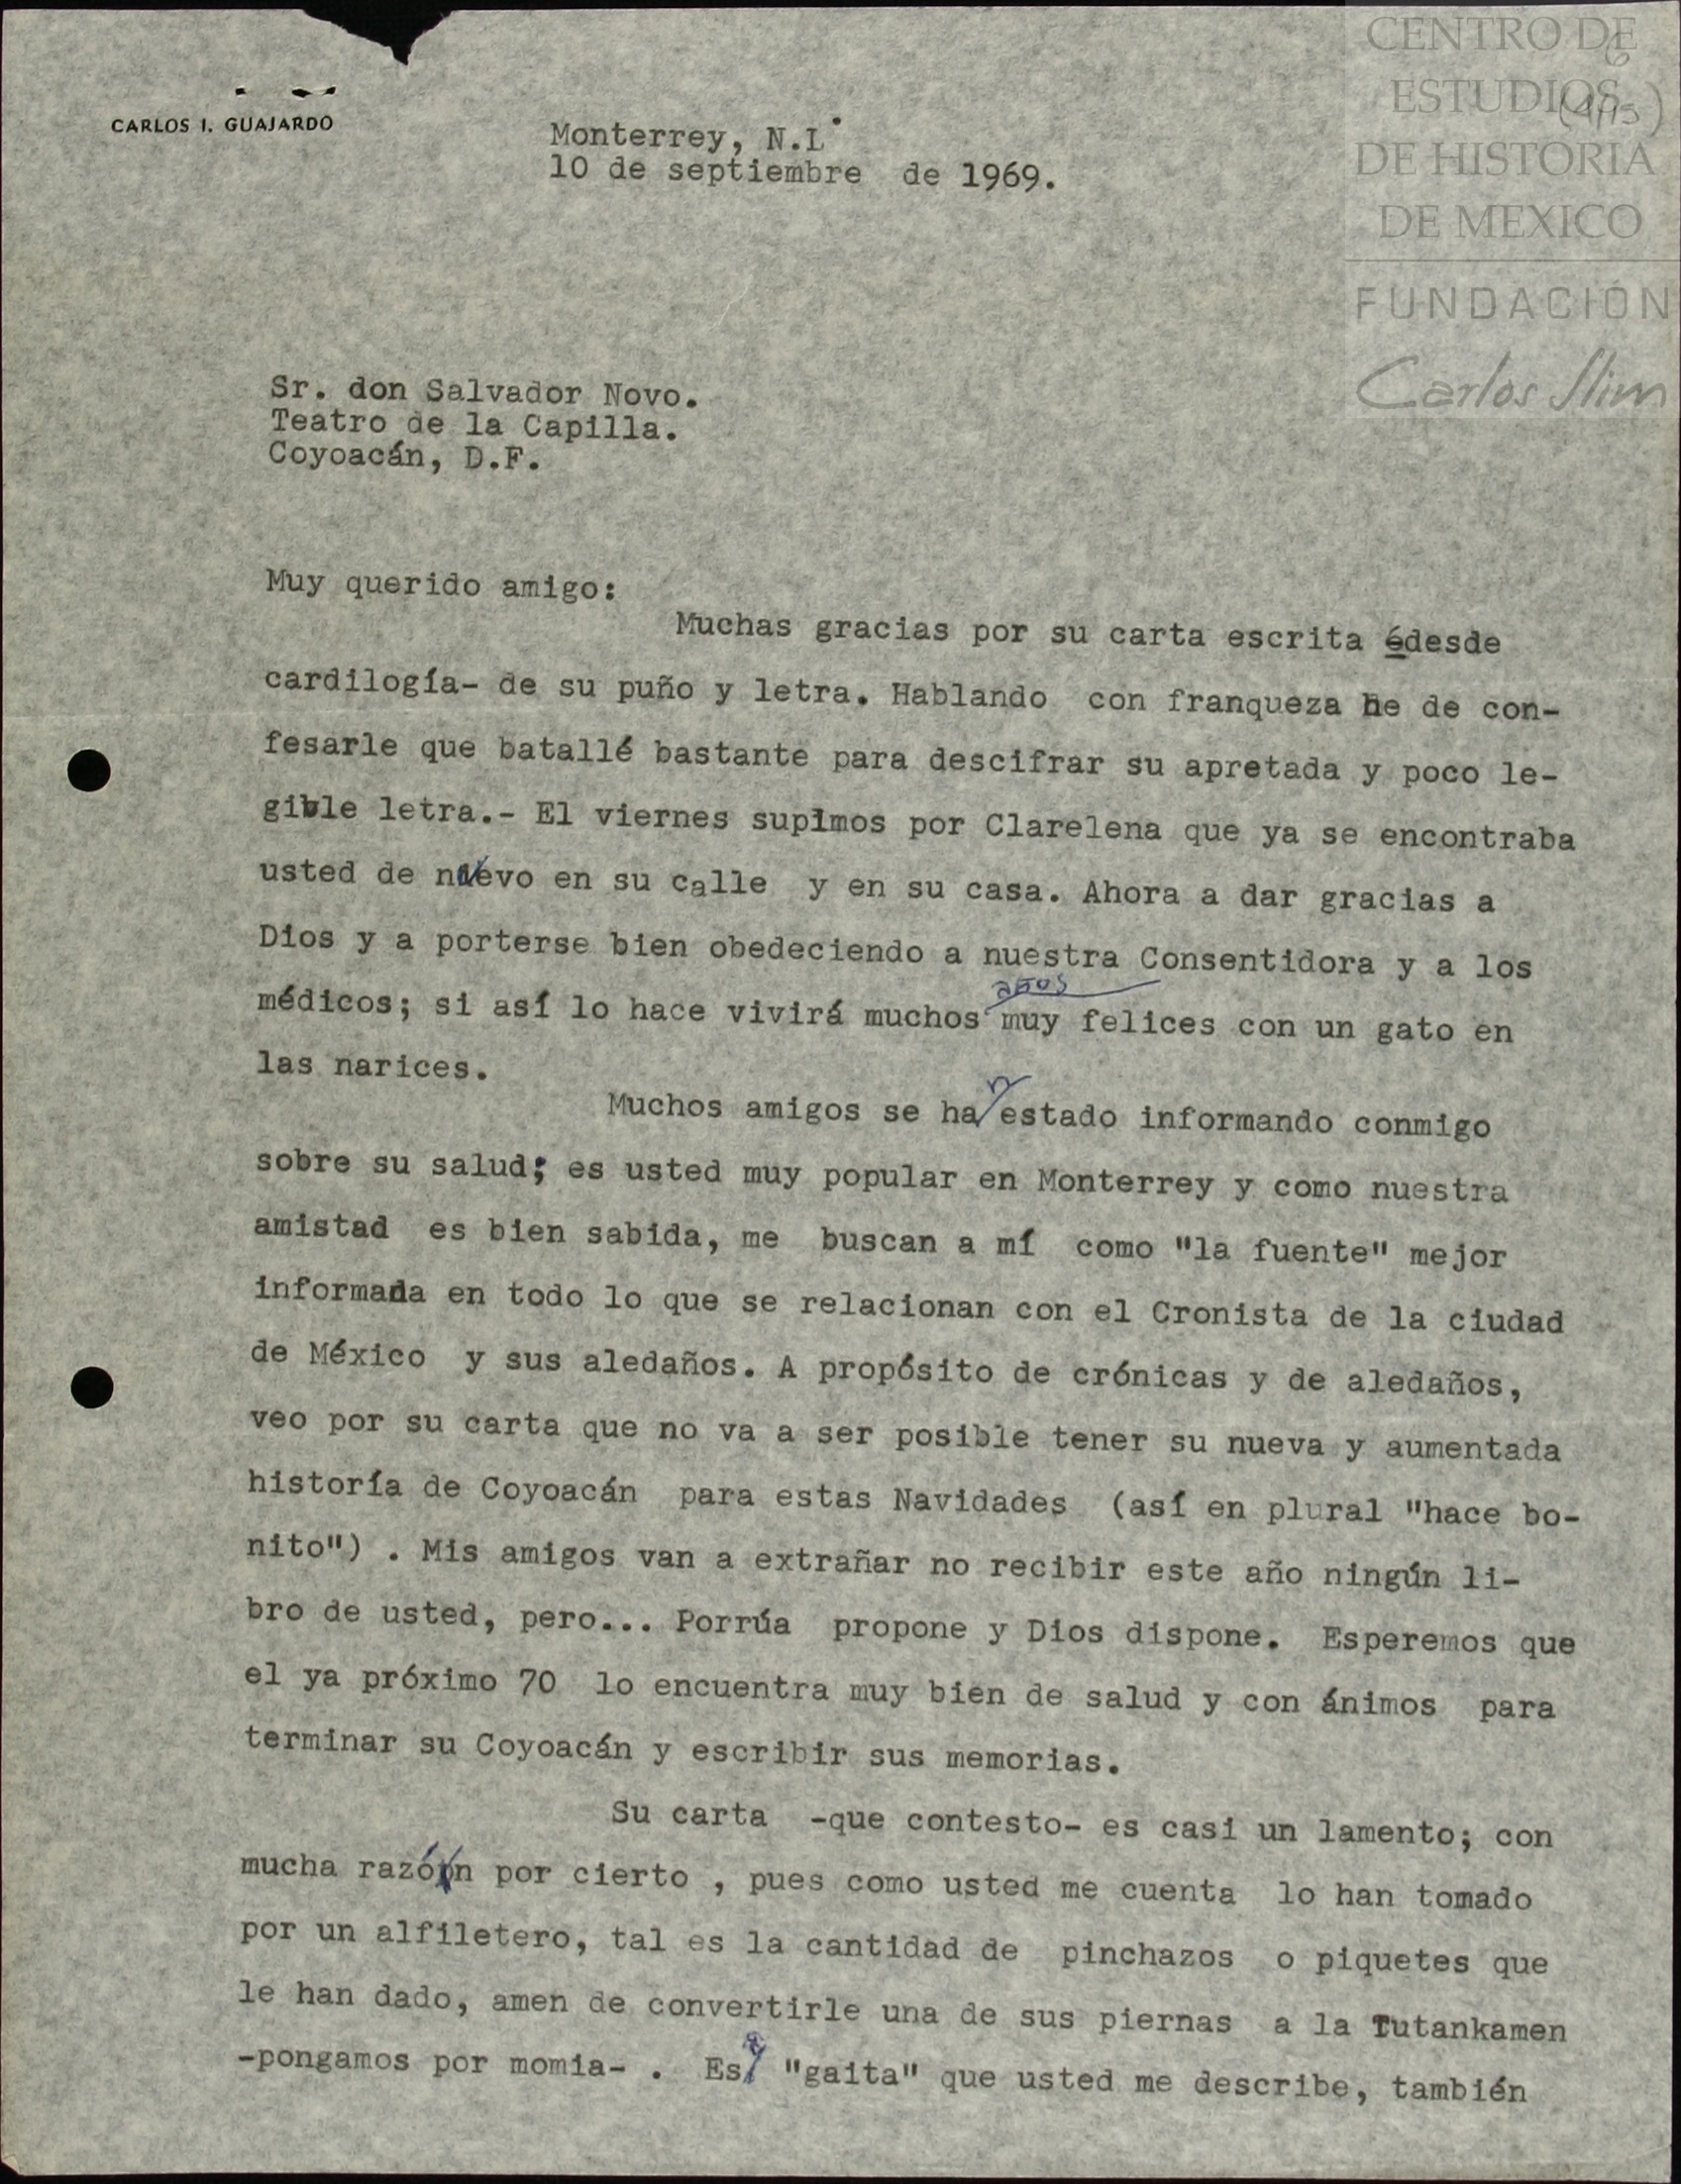 CENTRO DE
ESTUDIOS
DE HISTORIA
DE MEXICO
FUNDACIÓN
Carlos Slim
CARLOS I. GUAJARDO
Monterrey, N.L.
10 de septiembre de 1969.
Sr. don Salvador Novo.
Teatro de la Capilla.
Coyoacán, D.F.
Muy querido amigo:
Muchas gracias por su carta escrita édesde
cardilogía- de su puño y letra. Hablando con franqueza he de con-
fesarle que batallé bastante para descifrar su apretada y poco le-
gible letra.- El viernes supimos por Clarelena que ya se encontraba
usted de nuevo en su calle y en su casa. Ahora a dar gracias a
Dios y a porterse bien obedeciendo a nuestra Consentidora y a los
médicos; si así lo hace vivirá muchos años muy felices con un gato en
las narices.
Muchos amigos se han estado informando conmigo
sobre su salud; es usted muy popular en Monterrey y como nuestra
amistad es bien sabida, me buscan a mí como "la fuente" mejor
informada en todo lo que se relacionan con el Cronista de la ciudad
de México y sus aledaños. A propósito de crónicas y de aledaños,
veo por su carta que no va a ser posible tener su nueva y aumentada
historía de Coyoacán para estas Navidades (así en plural "hace bo-
nito") . Mis amigos van a extrañar no recibir este año ningún li-
bro de usted, pero... Porrúa propone y Dios dispone. Esperemos que
el ya próximo 70 lo encuentra muy bien de salud y con ánimos para
terminar su Coyoacán y escribir sus memorias.
Su carta -que contesto- es casi un lamento; con
mucha razón por cierto , pues como usted me cuenta lo han tomado
por un alfiletero, tal es la cantidad de pinchazos o piquetes que
le han dado, amen de convertirle una de sus piernas a la Tutankamen
-pongamos por momia- . Esa "gaita" que usted me describe, también